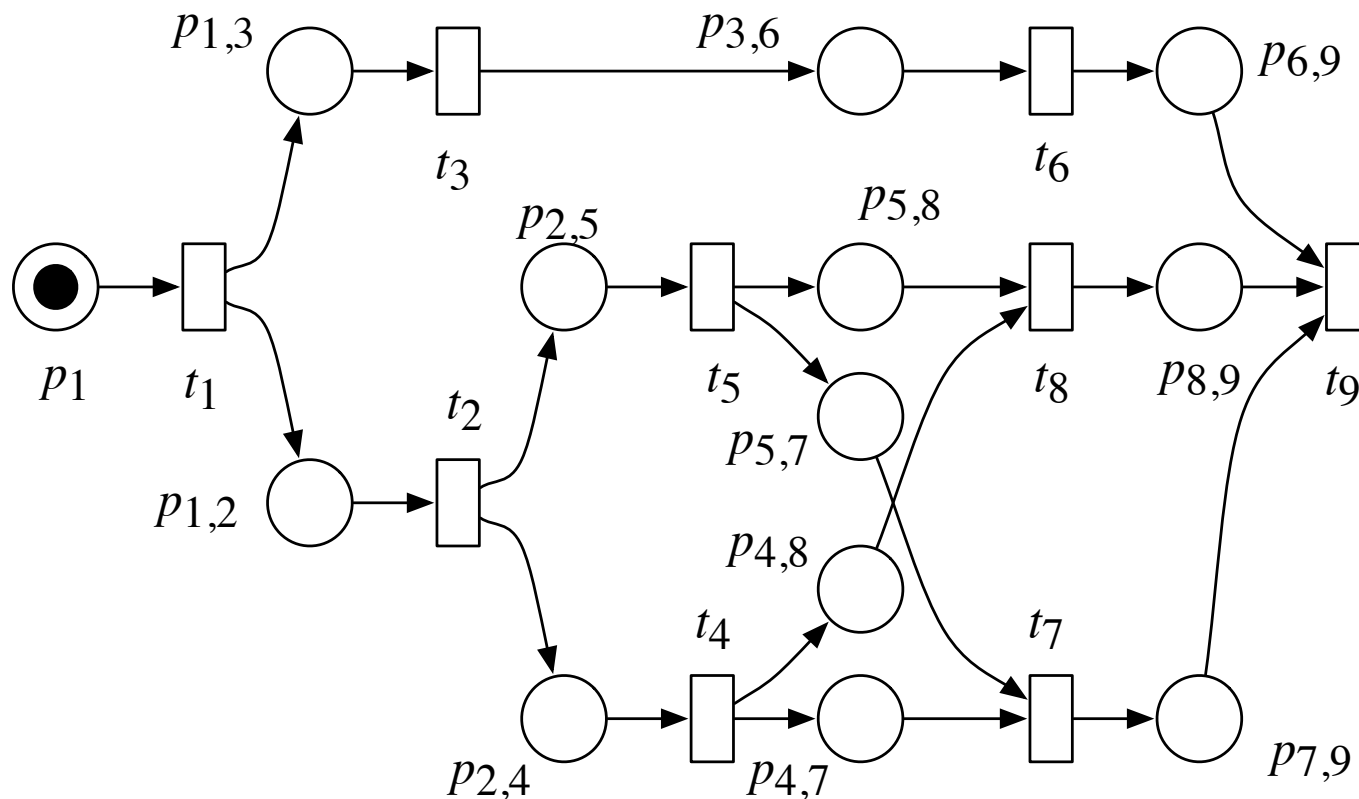 p1,3
p3,6
p6,9
t3
t6
p2,5
p5,8
p1
t1
t5
t8
p8,9
t9
t2
p5,7
p1,2
p4,8
t4
t7
p2,4
p4,7
p7,9